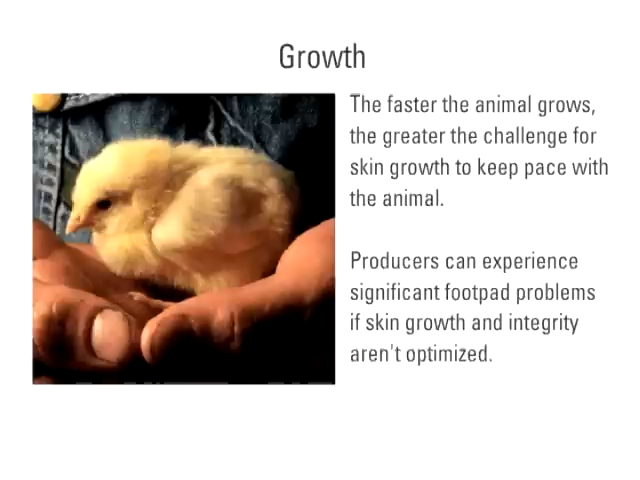 Growth
The faster the animal grows,
the greater the challenge for
skin growth to keep pace with
the animal.
Producers can experience
significant footpad problems
if skin growth and integrity
aren't optimized.